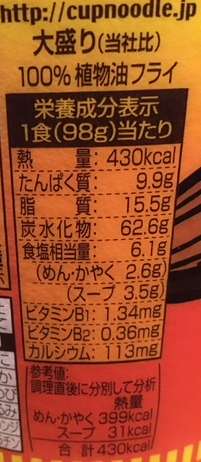 http://cupnoodle.jp
大盛り(当社比)
100%植物油フライ
栄養成分表示
1食(98g)当たり
熱量:430kcal
たんぱく質:9.9g
脂質:15.5g
炭水化物:62.6g
食塩相当量:6.1g
(めん・かやく 2.6g)
(スープ 3.5g)
ビタミンB1:1.34mg
ビタミンB2:0.36mg
カルシウム:113mg
参考値:
調理直後に分別して分析
熱量
めん・かやく 399kcal
スープ 31kcal
合計 430kcal